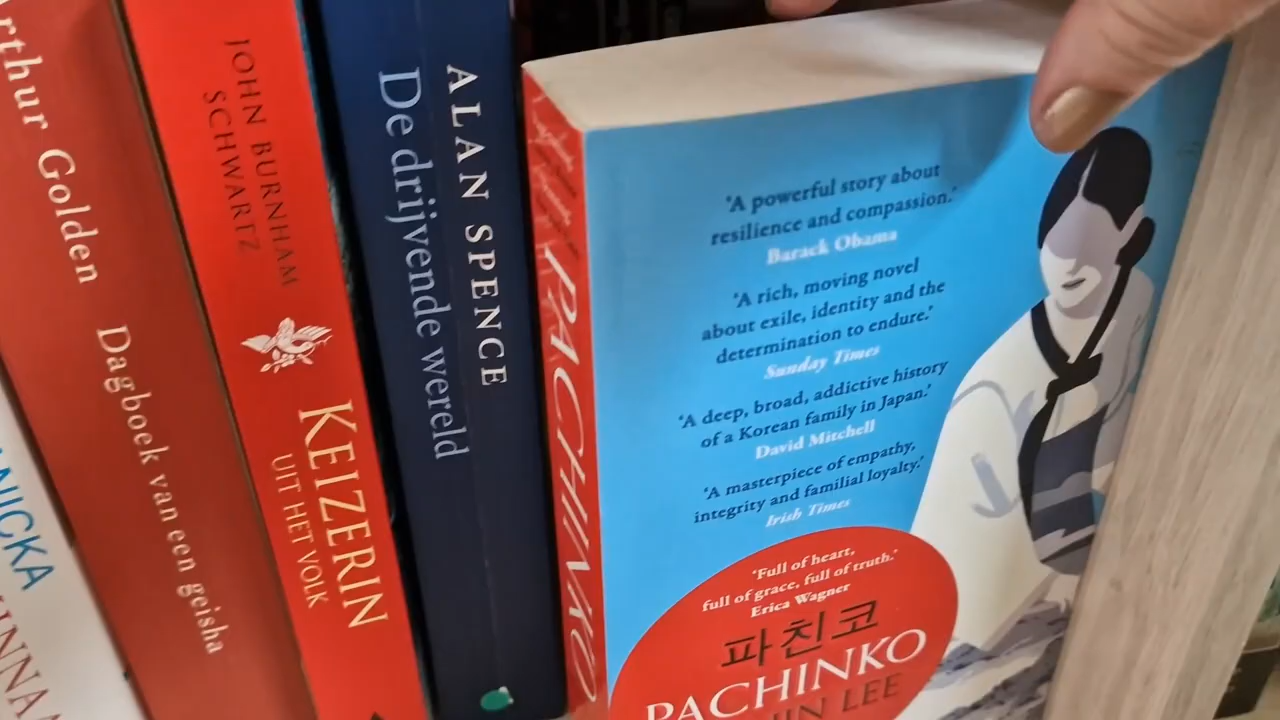 Arthur Golden
Dagboek van een geisha
JOHN BURNHAM
SCHWARTZ
KEIZERIN
UIT HET VOLK
ALAN SPENCE
De drijvende wereld
PACHINKO
'A powerful story about
resilience and compassion.'
Barack Obama
'A rich, moving novel
about exile, identity and the
determination to endure.'
Sunday Times
'A deep, broad, addictive history
of a Korean family in Japan.'
David Mitchell
'A masterpiece of empathy,
integrity and familial loyalty.'
Irish Times
'Full of heart,
full of grace, full of truth.'
Erica Wagner
파친코
PACHINKO
LEE